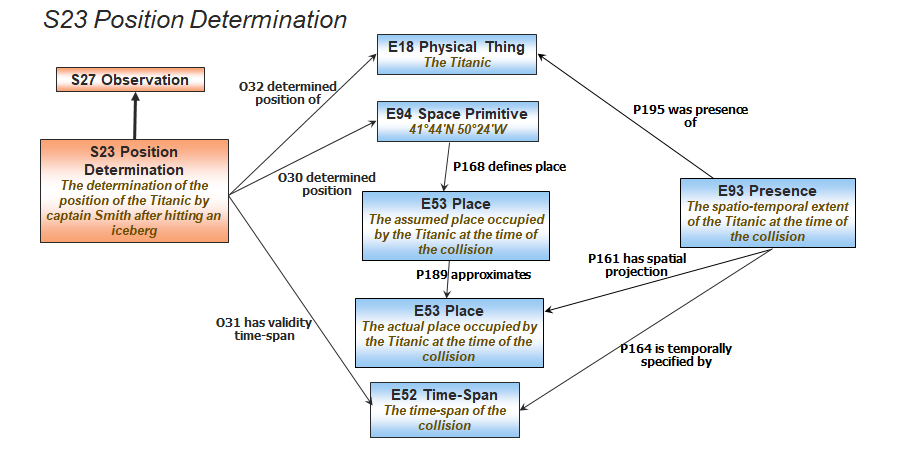 S23 Position Determination
S27 Observation
S23 Position
Determination
The determination of the
position of the Titanic by
captain Smith after hitting an
iceberg
O32 determined
position of
O30 determined
position
O31 has validity
time-span
E18 Physical Thing
The Titanic
E94 Space Primitive
41°44'N 50°24'W
P168 defines place
E53 Place
The assumed place occupied
by the Titanic at the time of
the collision
P189 approximates
E53 Place
The actual place occupied by
the Titanic at the time of the
collision
E52 Time-Span
The time-span of the
collision
P195 was presence
of
E93 Presence
The spatio-temporal extent
of the Titanic at the time of
the collision
P161 has spatial
projection
P164 is temporally
specified by